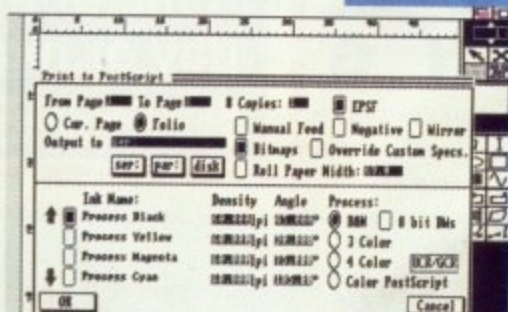 Print to PostScript
From Page To Page # Copies: EPSF
Cur. Page Folio Manual Feed Negative Mirror
Output to Bitmaps Override Custom Specs.
ser: par: disk Roll Paper Width:
Ink Name: Density Angle Process:
Process Black lpi ° B&W 8 bit BWs
Process Yellow lpi ° 3 Color
Process Magenta lpi ° 4 Color UCR/GCR
Process Cyan lpi ° Color PostScript
OK Cancel